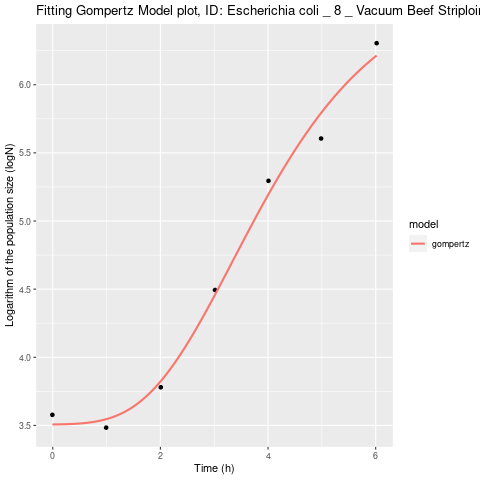 Fitting Gompertz Model plot, ID: Escherichia coli _ 8 _ Vacuum Beef Striploin
Logarithm of the population size (logN)
6.0
5.5
5.0
4.5
4.0
3.5
0 2 4 6
Time (h)
model
gompertz